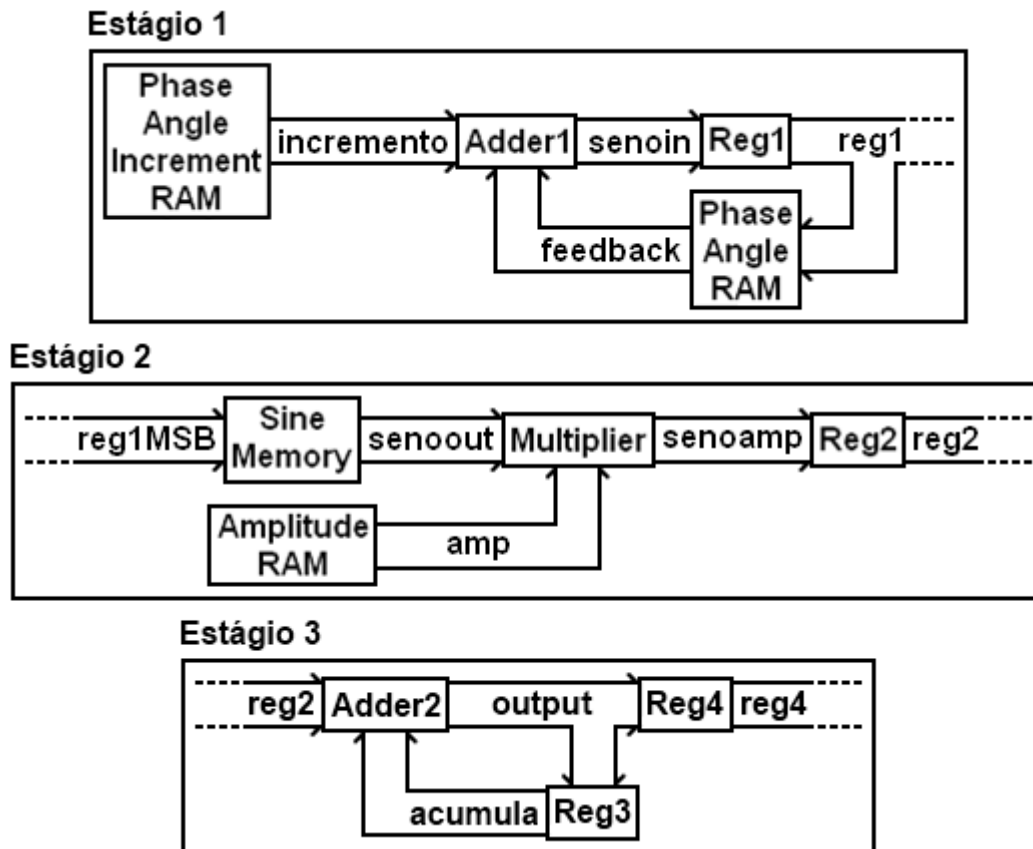 Estágio 1
Phase
Angle
Increment
RAM
incremento
Adder1
senoin
Reg1
reg1
feedback
Phase
Angle
RAM
Estágio 2
reg1MSB
Sine
Memory
senoout
Multiplier
senoamp
Reg2
reg2
Amplitude
RAM
amp
Estágio 3
reg2
Adder2
output
Reg4
reg4
acumula
Reg3